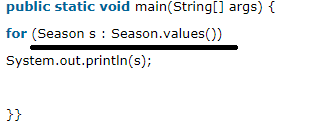 public static void main(String[] args) {
for (Season s : Season.values())
System.out.println(s);
}}